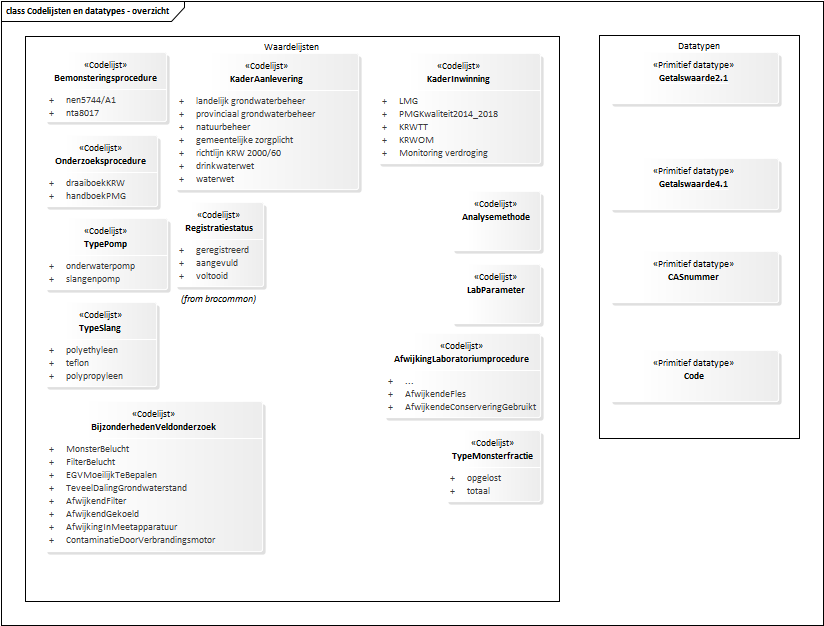 class Codelijsten en datatypes - overzicht
Waardelijsten
«Codelijst»
Bemonsteringsprocedure
+ nen5744/A1
+ nta8017
«Codelijst»
KaderAanlevering
+ landelijk grondwaterbeheer
+ provinciaal grondwaterbeheer
+ natuurbeheer
+ gemeentelijke zorgplicht
+ richtlijn KRW 2000/60
+ drinkwaterwet
+ waterwet
«Codelijst»
KaderInwinning
+ LMG
+ PMGKwaliteit2014_2018
+ KRWTT
+ KRWOM
+ Monitoring verdroging
«Codelijst»
Onderzoeksprocedure
+ draaiboekKRW
+ handboekPMG
«Codelijst»
Analysemethode
«Codelijst»
TypePomp
+ onderwaterpomp
+ slangenpomp
«Codelijst»
Registratiestatus
+ geregistreerd
+ aangevuld
+ voltooid
(from brocommon)
«Codelijst»
LabParameter
«Codelijst»
TypeSlang
+ polyethyleen
+ teflon
+ polypropyleen
«Codelijst»
AfwijkingLaboratoriumprocedure
+ ...
+ AfwijkendeFles
+ AfwijkendeConserveringGebruikt
«Codelijst»
BijzonderhedenVeldonderzoek
+ MonsterBelucht
+ FilterBelucht
+ EGVMoeilijkTeBepalen
+ TeveelDalingGrondwaterstand
+ AfwijkendFilter
+ AfwijkendGekoeld
+ AfwijkingInMeetapparatuur
+ ContaminatieDoorVerbrandingsmotor
«Codelijst»
TypeMonsterfractie
+ opgelost
+ totaal
Datatypen
«Primitief datatype»
Getalswaarde2.1
«Primitief datatype»
Getalswaarde4.1
«Primitief datatype»
CASnummer
«Primitief datatype»
Code